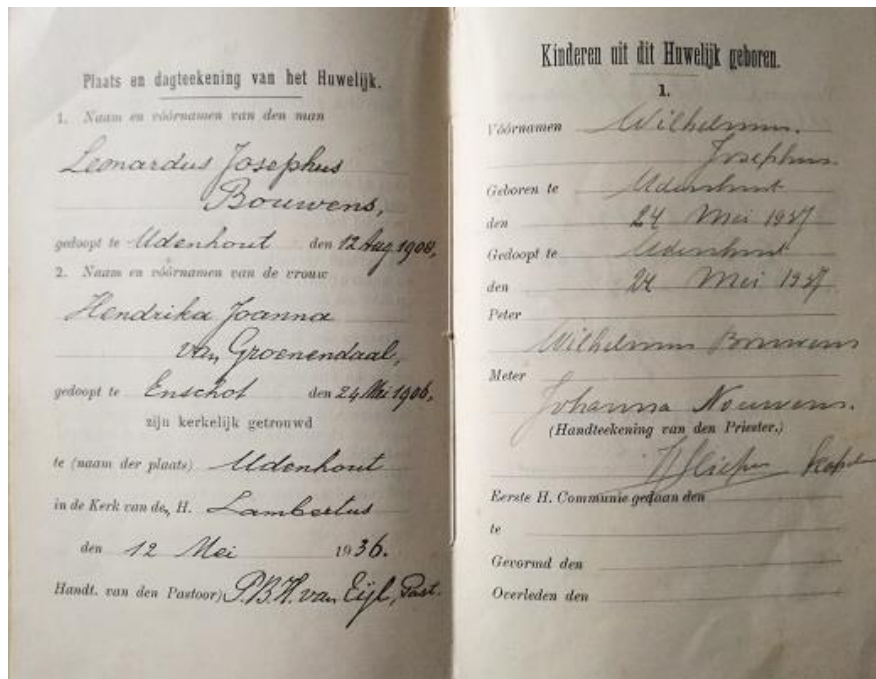 Plaats en dagteekening van het Huwelijk.
1. Naam en vóórnamen van den man
Leonardus Josephus
Bouwens,
gedoopt te Udenhout den 12 Aug. 1908,
2. Naam en vóórnamen van de vrouw
Hendrika Joanna
van Groenendaal,
gedoopt te Enschot den 24 Mei 1906,
zijn kerkelijk getrouwd
te (naam der plaats) Udenhout
in de Kerk van de, H. Lambertus
den 12 Mei 1936.
Handt. van den Pastoor) P.B.H. van Eijl, Past.
Kinderen uit dit Huwelijk geboren.
1.
Vóórnamen Wilhelmus.
Josephus.
Geboren te Udenhout
den 24 Mei 1937
Gedoopt te Udenhout
den 24 Mei 1937
Peter
Wilhelmus Bouwens
Meter
Johanna Nouwens.
(Handteekening van den Priester.)
Eerste H. Communie gedaan den
te
Gevormd den
Overleden den